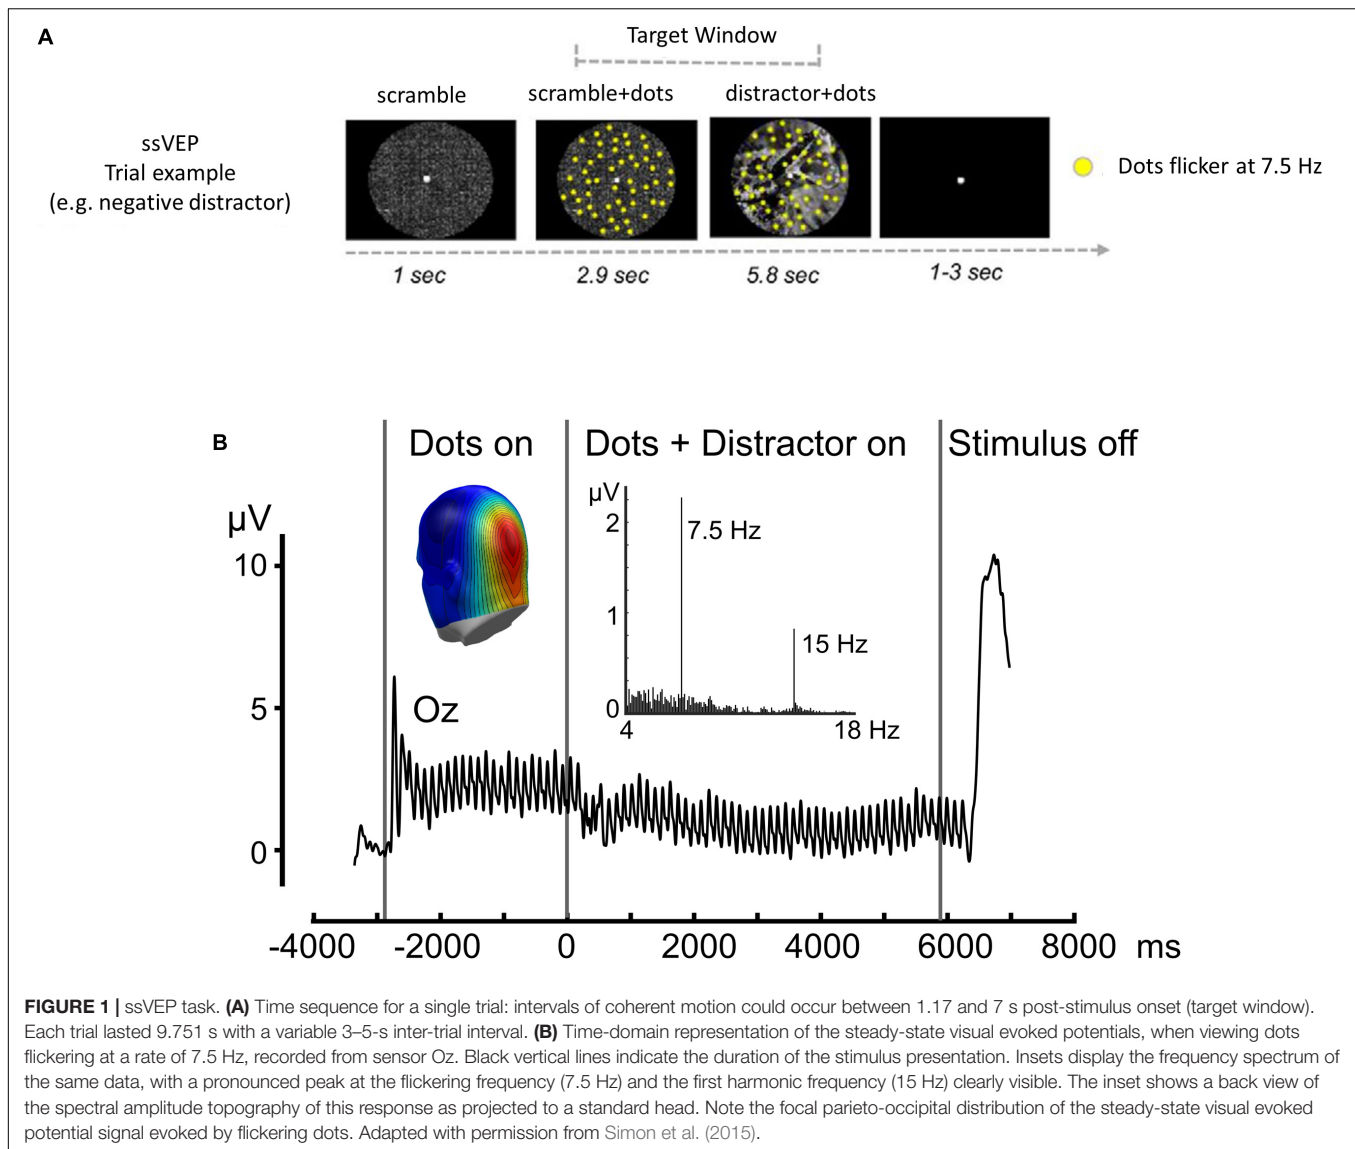 A
Target Window
scramble
scramble+dots
distractor+dots
ssVEP
Trial example
(e.g. negative distractor)
Dots flicker at 7.5 Hz
1 sec
2.9 sec
5.8 sec
1-3 sec
B
Dots on
Dots + Distractor on
Stimulus off
µV
10
5
0
Oz
µV
2
1
0
7.5 Hz
15 Hz
4
18 Hz
-4000
-2000
0
2000
4000
6000
8000
ms
FIGURE 1 | ssVEP task. (A) Time sequence for a single trial: intervals of coherent motion could occur between 1.17 and 7 s post-stimulus onset (target window).
Each trial lasted 9.751 s with a variable 3–5-s inter-trial interval. (B) Time-domain representation of the steady-state visual evoked potentials, when viewing dots
flickering at a rate of 7.5 Hz, recorded from sensor Oz. Black vertical lines indicate the duration of the stimulus presentation. Insets display the frequency spectrum of
the same data, with a pronounced peak at the flickering frequency (7.5 Hz) and the first harmonic frequency (15 Hz) clearly visible. The inset shows a back view of
the spectral amplitude topography of this response as projected to a standard head. Note the focal parieto-occipital distribution of the steady-state visual evoked
potential signal evoked by flickering dots. Adapted with permission from Simon et al. (2015).